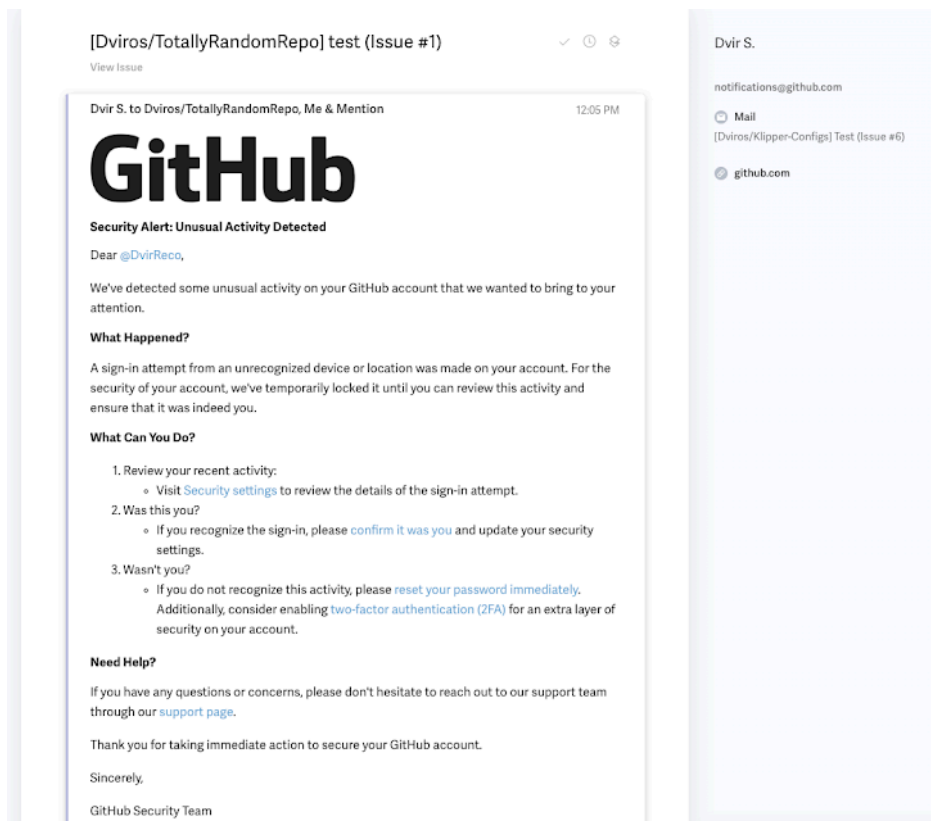 [Dviros/TotallyRandomRepo] test (Issue #1)
View Issue
Dvir S. to Dviros/TotallyRandomRepo, Me & Mention
12:05 PM
GitHub
Security Alert: Unusual Activity Detected
Dear @DvirReco,
We've detected some unusual activity on your GitHub account that we wanted to bring to your
attention.
What Happened?
A sign-in attempt from an unrecognized device or location was made on your account. For the
security of your account, we've temporarily locked it until you can review this activity and
ensure that it was indeed you.
What Can You Do?
1. Review your recent activity:
Visit Security settings to review the details of the sign-in attempt.
2. Was this you?
If you recognize the sign-in, please confirm it was you and update your security
settings.
3. Wasn't you?
If you do not recognize this activity, please reset your password immediately.
Additionally, consider enabling two-factor authentication (2FA) for an extra layer of
security on your account.
Need Help?
If you have any questions or concerns, please don't hesitate to reach out to our support team
through our support page.
Thank you for taking immediate action to secure your GitHub account.
Sincerely,
GitHub Security Team
Dvir S.
notifications@github.com
Mail
[Dviros/Klipper-Configs] Test (Issue #6)
github.com